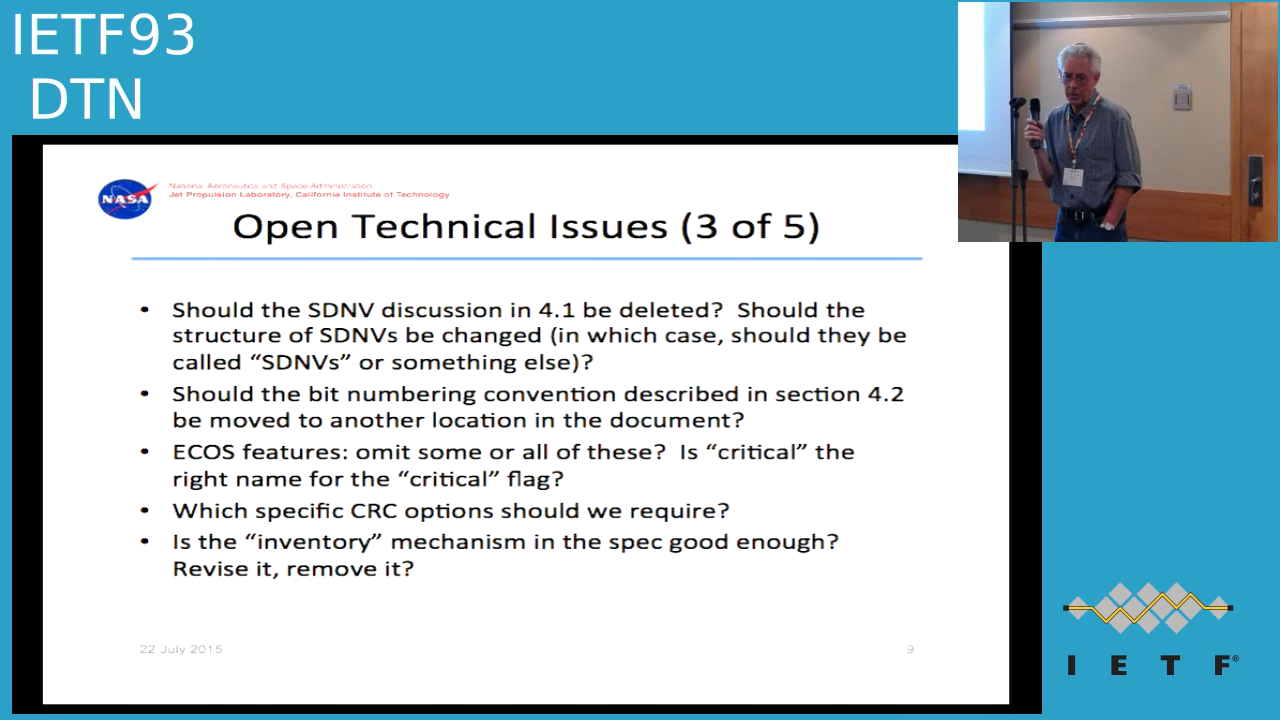 IETF93
DTN
NASA
National Aeronautics and Space Administration
Jet Propulsion Laboratory, California Institute of Technology
Open Technical Issues (3 of 5)
• Should the SDNV discussion in 4.1 be deleted?  Should the
structure of SDNVs be changed (in which case, should they be
called “SDNVs” or something else)?
• Should the bit numbering convention described in section 4.2
be moved to another location in the document?
• ECOS features: omit some or all of these?  Is “critical” the
right name for the “critical” flag?
• Which specific CRC options should we require?
• Is the “inventory” mechanism in the spec good enough?
Revise it, remove it?
22 July 2015
9
I E T F®